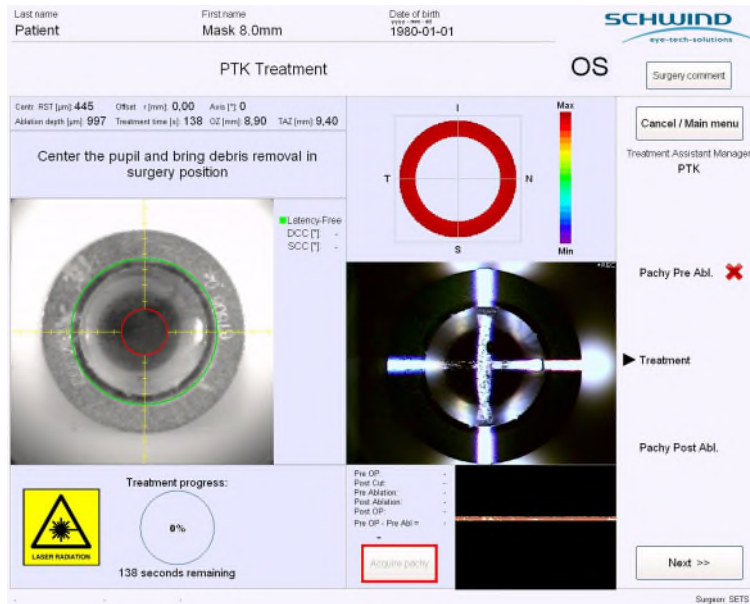 Last name First name Date of birth
yyyy - mm - dd
Patient Mask 8.0mm 1980-01-01
SCHWIND
eye-tech-solutions
PTK Treatment OS Surgery comment
Centr. RST [µm]: 445 Offset r [mm]: 0,00 Axis [°]: 0
Ablation depth [µm]: 997 Treatment time [s]: 138 OZ [mm]: 8,90 TAZ [mm]: 9,40
Center the pupil and bring debris removal in
surgery position
Latency-Free
DCC [°]: -
SCC [°]: -
I
T N
S
Max
Min
Cancel / Main menu
Treatment Assistant Manager
PTK
Pachy Pre Abl.
Treatment
Pachy Post Abl.
Treatment progress:
0%
138 seconds remaining
LASER RADIATION
Pre OP: -
Post Cut: -
Pre Ablation: -
Post Ablation: -
Post OP: -
Pre OP - Pre Abl = -
Acquire pachy
Next >>
Surgeon: SETS